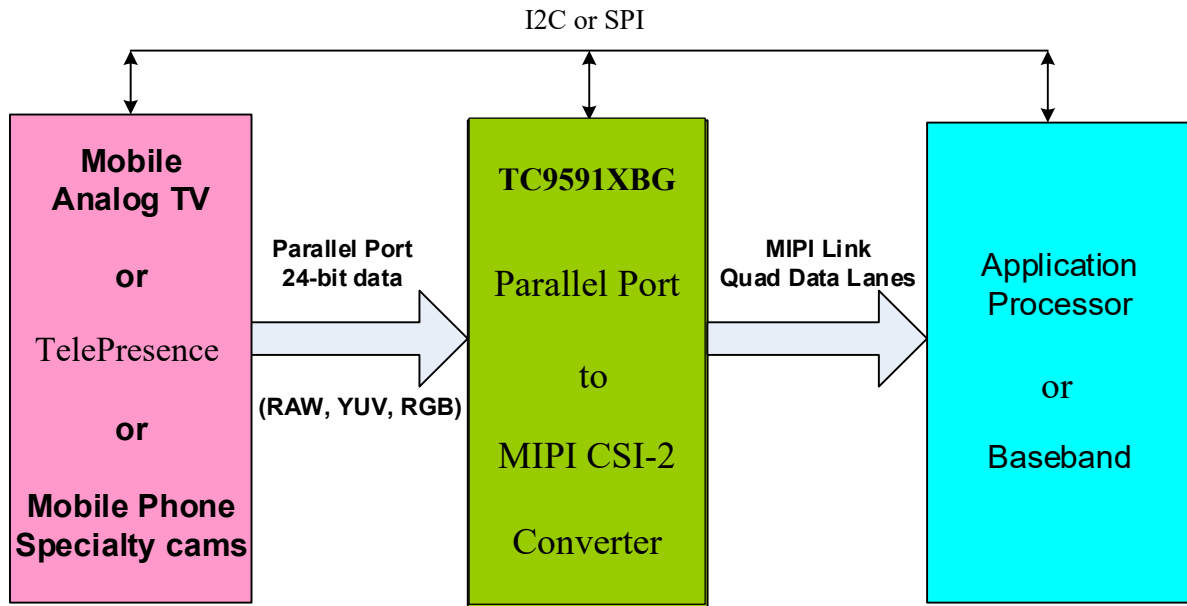 I2C or SPI
Mobile
Analog TV
or
TelePresence
or
Mobile Phone
Specialty cams
Parallel Port
24-bit data
(RAW, YUV, RGB)
TC9591XBG
Parallel Port
to
MIPI CSI-2
Converter
MIPI Link
Quad Data Lanes
Application
Processor
or
Baseband